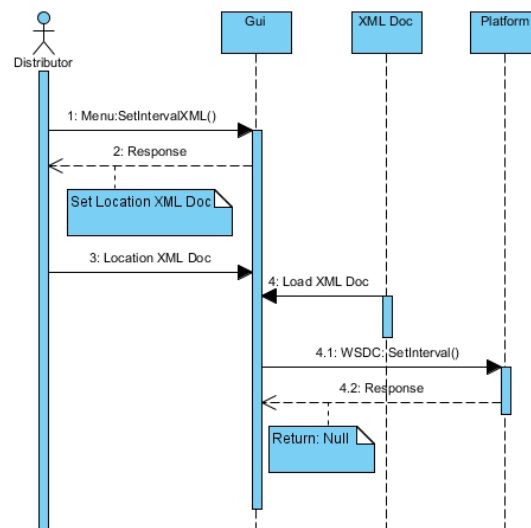 Gui
XML Doc
Platform
Distributor
1: Menu:SetIntervalXML()
2: Response
Set Location XML Doc
3: Location XML Doc
4: Load XML Doc
4.1: WSDC: SetInterval()
4.2: Response
Return: Null